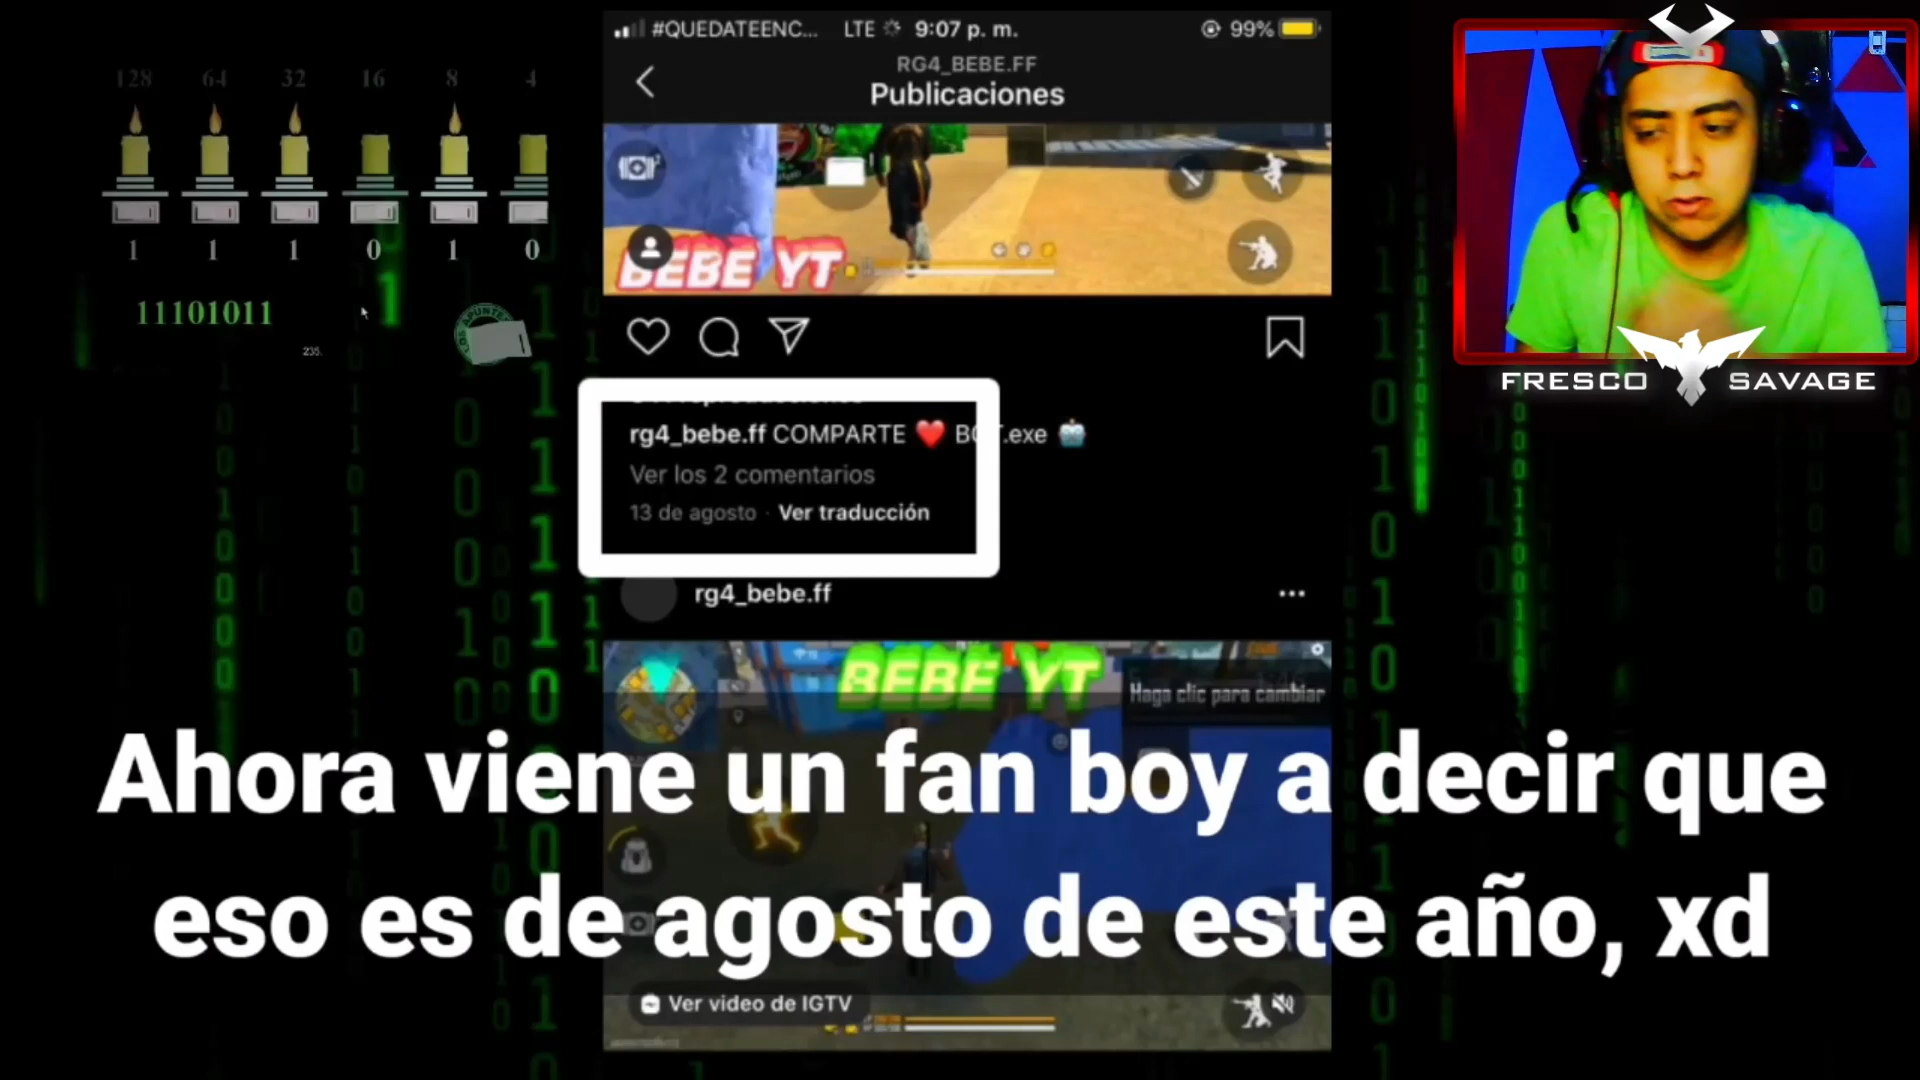 #QUEDATEENC... LTE 9:07 p. m. 99%
RG4_BEBE.FF
Publicaciones
128 64 32 16 8 4
1 1 1 0 1 0
11101011
235.
BEBE YT
FRESCO SAVAGE
rg4_bebe.ff COMPARTE ❤️ BOT.exe 🤖
Ver los 2 comentarios
13 de agosto · Ver traducción
rg4_bebe.ff
BEBE YT
Haga clic para cambiar
Ahora viene un fan boy a decir que
eso es de agosto de este año, xd
Ver video de IGTV